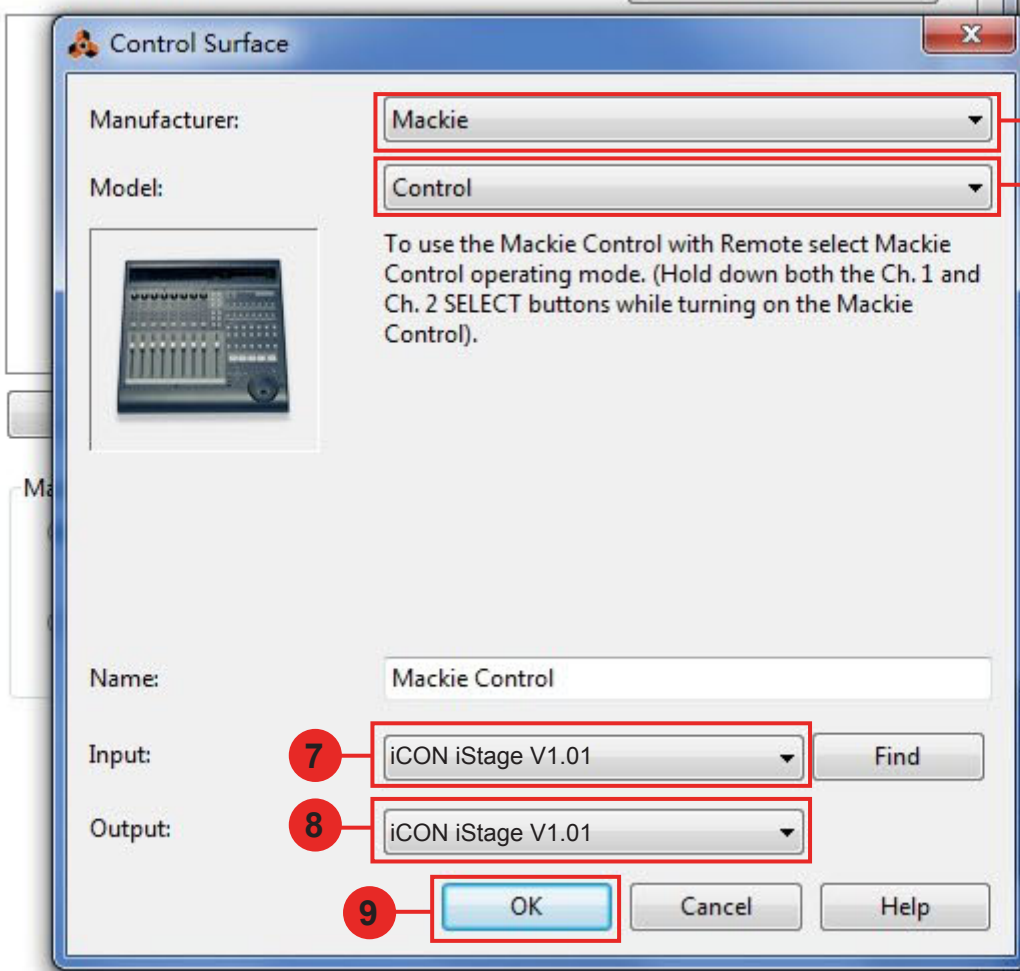 Control Surface
Manufacturer:
Mackie
Model:
Control
To use the Mackie Control with Remote select Mackie
Control operating mode. (Hold down both the Ch. 1 and
Ch. 2 SELECT buttons while turning on the Mackie
Control).
Ma
Name:
Mackie Control
Input:
7
iCON iStage V1.01
Find
Output:
8
iCON iStage V1.01
9
OK
Cancel
Help